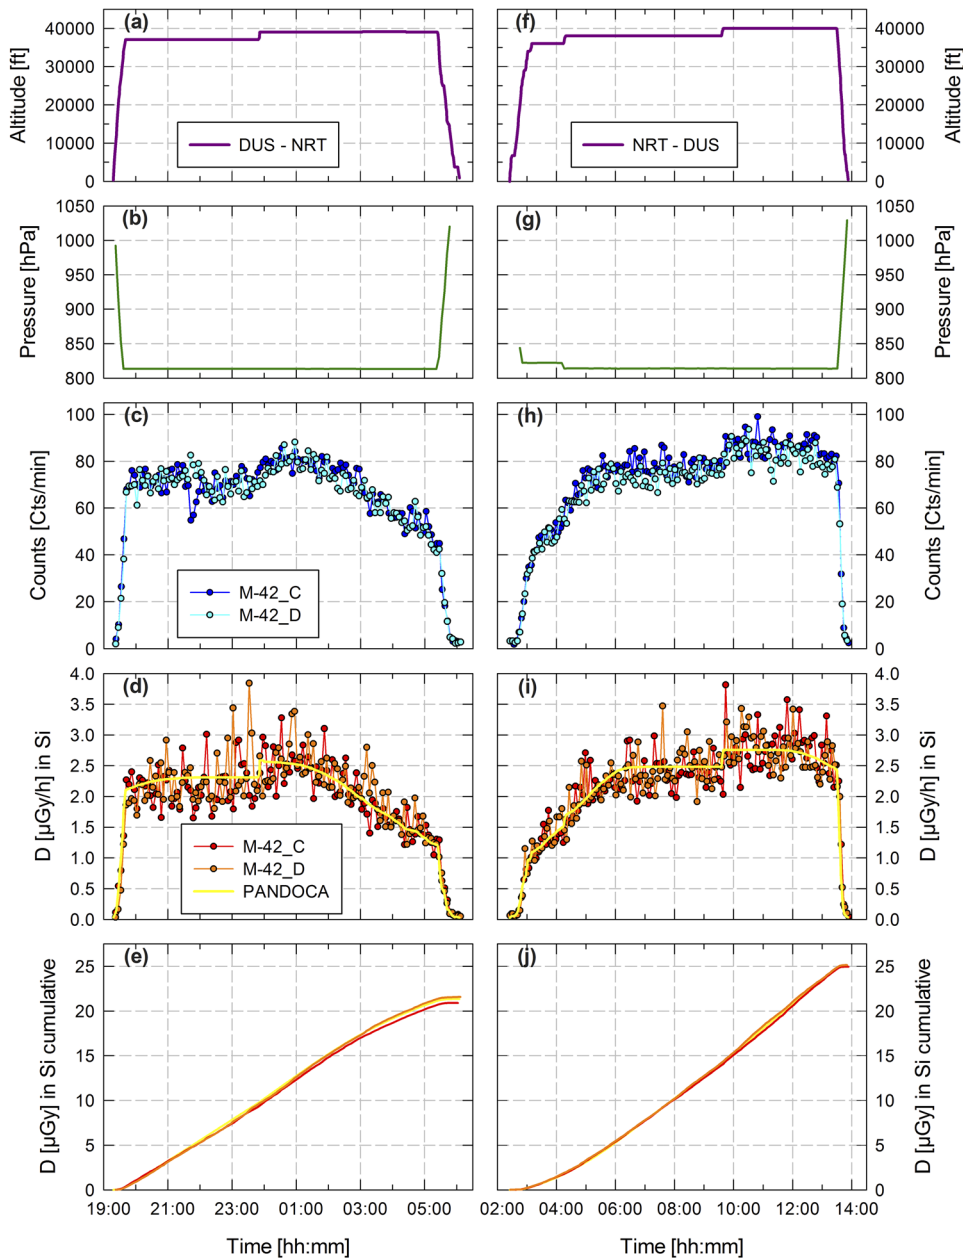 (a)
(f)
40000
30000
20000
10000
0
Altitude [ft]
DUS - NRT
NRT - DUS
40000
30000
20000
10000
0
Altitude [ft]
(b)
(g)
1050
1000
950
900
850
800
Pressure [hPa]
1050
1000
950
900
850
800
Pressure [hPa]
(c)
(h)
100
80
60
40
20
0
Counts [Cts/min]
M-42_C
M-42_D
100
80
60
40
20
0
Counts [Cts/min]
(d)
(i)
4.0
3.5
3.0
2.5
2.0
1.5
1.0
0.5
0.0
D [µGy/h] in Si
M-42_C
M-42_D
PANDOCA
4.0
3.5
3.0
2.5
2.0
1.5
1.0
0.5
0.0
D [µGy/h] in Si
(e)
(j)
25
20
15
10
5
0
D [µGy] in Si cumulative
25
20
15
10
5
0
D [µGy] in Si cumulative
19:00 21:00 23:00 01:00 03:00 05:00
02:00 04:00 06:00 08:00 10:00 12:00 14:00
Time [hh:mm]
Time [hh:mm]